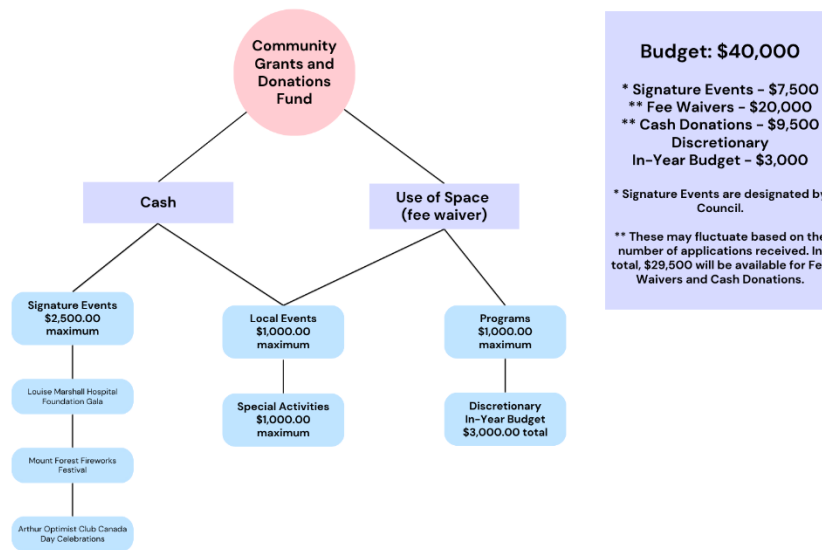 Community
Grants and
Donations
Fund
Cash
Use of Space
(fee waiver)
Signature Events
$2,500.00
maximum
Local Events
$1,000.00
maximum
Programs
$1,000.00
maximum
Louise Marshall Hospital
Foundation Gala
Special Activities
$1,000.00
maximum
Discretionary
In-Year Budget
$3,000.00 total
Mount Forest Fireworks
Festival
Arthur Optimist Club Canada
Day Celebrations
Budget: $40,000
* Signature Events - $7,500
** Fee Waivers - $20,000
** Cash Donations - $9,500
Discretionary
In-Year Budget - $3,000
* Signature Events are designated by
Council.
** These may fluctuate based on the
number of applications received. In
total, $29,500 will be available for Fee
Waivers and Cash Donations.